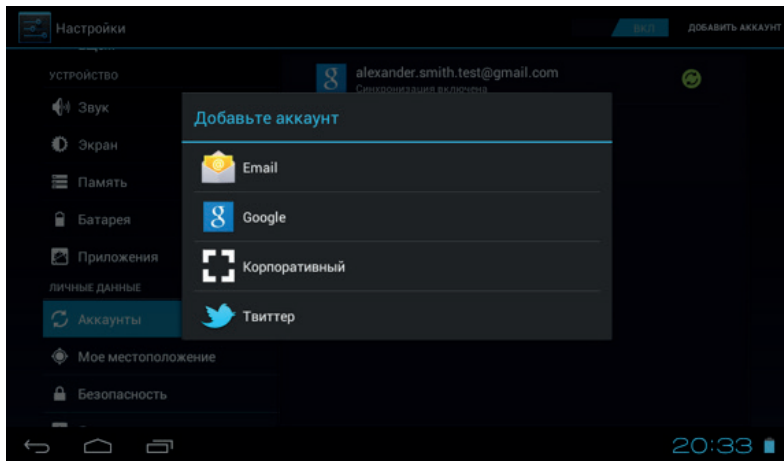 Настройки
ВКЛ
ДОБАВИТЬ АККАУНТ
УСТРОЙСТВО
Звук
Экран
Память
Батарея
Приложения
ЛИЧНЫЕ ДАННЫЕ
Аккаунты
Мое местоположение
Безопасность
alexander.smith.test@gmail.com
Синхронизация включена
Добавьте аккаунт
Email
Google
Корпоративный
Твиттер
20:33